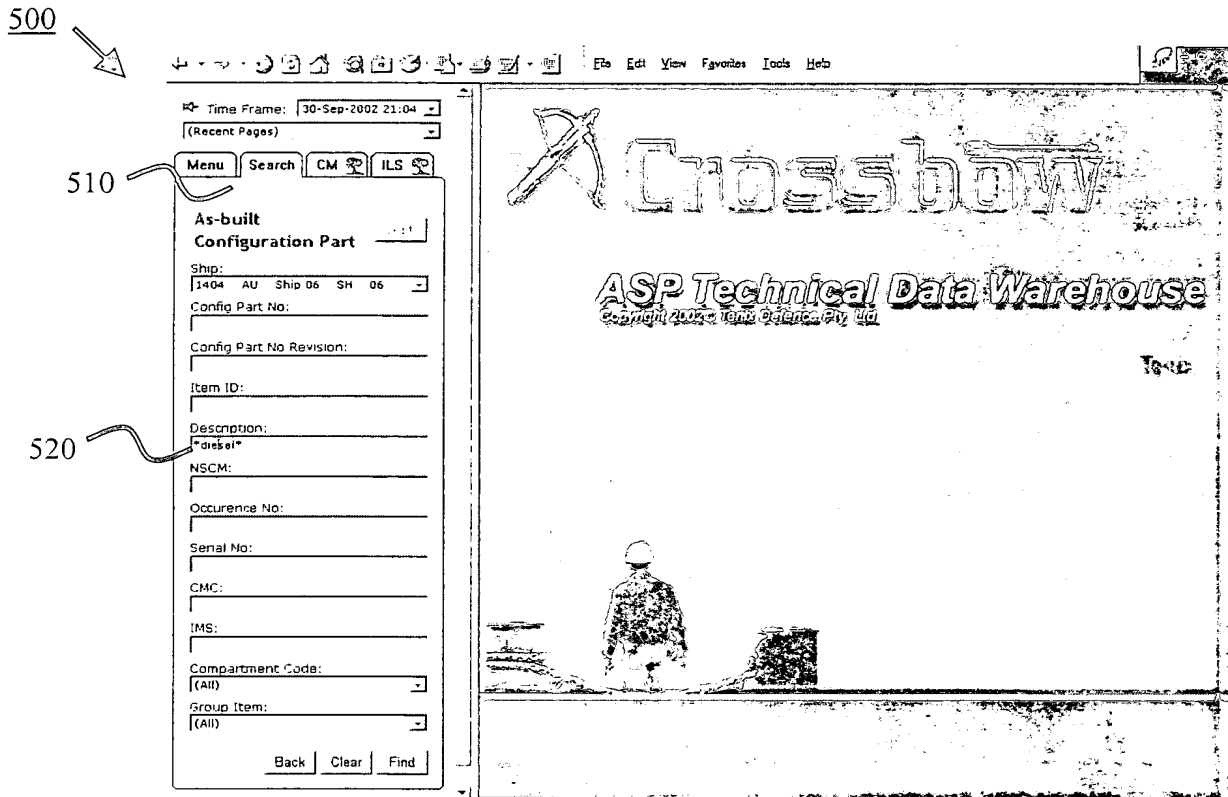 500
File Edit View Favorites Tools Help
Time Frame: 30-Sep-2002 21:04
(Recent Pages)
Menu Search CM ILS
510
As-built
Configuration Part
Ship:
1404 AU Ship 06 SH 06
Config Part No:
Config Part No Revision:
Item ID:
Description:
520
*diesel*
NSCM:
Occurence No:
Serial No:
CMC:
IMS:
Compartment Code:
(All)
Group Item:
(All)
Back Clear Find
Crossbow
ASP Technical Data Warehouse
Copyright 2002© Tenix Defence Pty Ltd